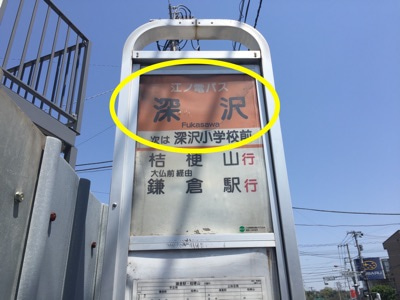 江ノ電バス
深沢
Fukasawa
次は 深沢小学校前
桔梗山行
大仏前経由
鎌倉駅行